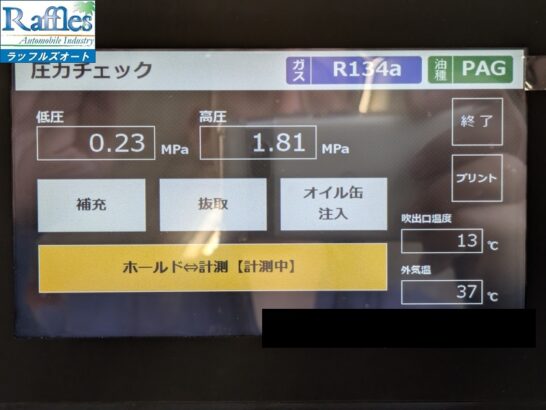 Raffles
Automobile Industry
ラッフルズオート
圧力チェック
ガス
R134a
油種
PAG
低圧
0.23 MPa
高圧
1.81 MPa
終了
プリント
補充
抜取
オイル缶
注入
吹出口温度
13 ℃
ホールド⇔計測【計測中】
外気温
37 ℃